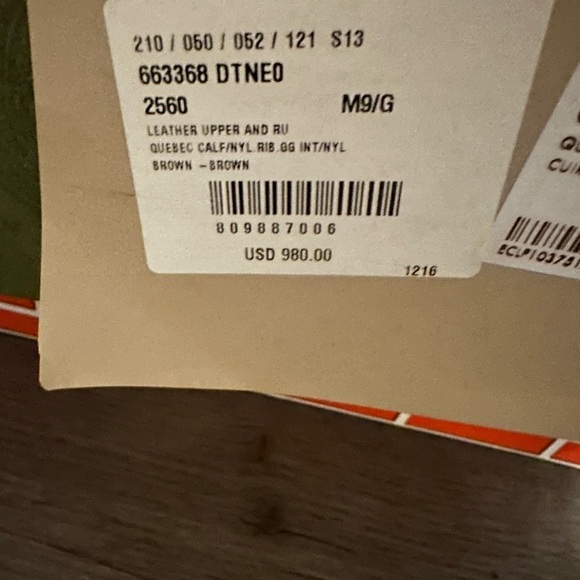 210 / 050 / 052 / 121 S13
663368 DTNE0
2560 M9/G
LEATHER UPPER AND RU
QUEBEC CALF/NYL.RIB.GG INT/NYL
BROWN -BROWN
809887006
USD 980.00
1216